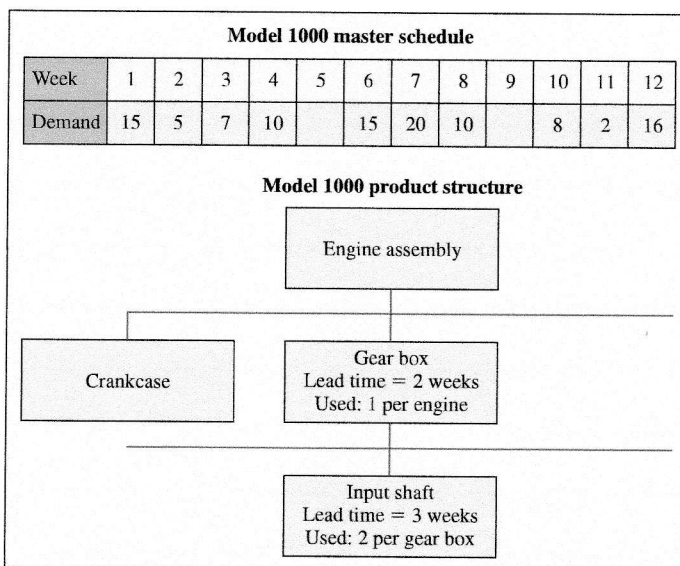 Model 1000 master schedule
Week 1 2 3 4 5 6 7 8 9 10 11 12
Demand 15 5 7 10 15 20 10 8 2 16
Model 1000 product structure
Engine assembly
Crankcase
Gear box
Lead time = 2 weeks
Used: 1 per engine
Input shaft
Lead time = 3 weeks
Used: 2 per gear box